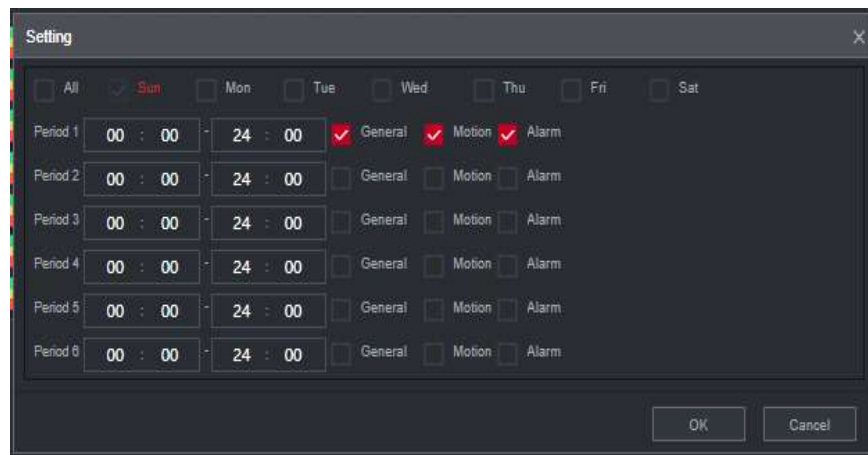 Setting X
All Sun Mon Tue Wed Thu Fri Sat
Period 1 00 : 00 - 24 : 00 General Motion Alarm
Period 2 00 : 00 - 24 : 00 General Motion Alarm
Period 3 00 : 00 - 24 : 00 General Motion Alarm
Period 4 00 : 00 - 24 : 00 General Motion Alarm
Period 5 00 : 00 - 24 : 00 General Motion Alarm
Period 6 00 : 00 - 24 : 00 General Motion Alarm
OK Cancel